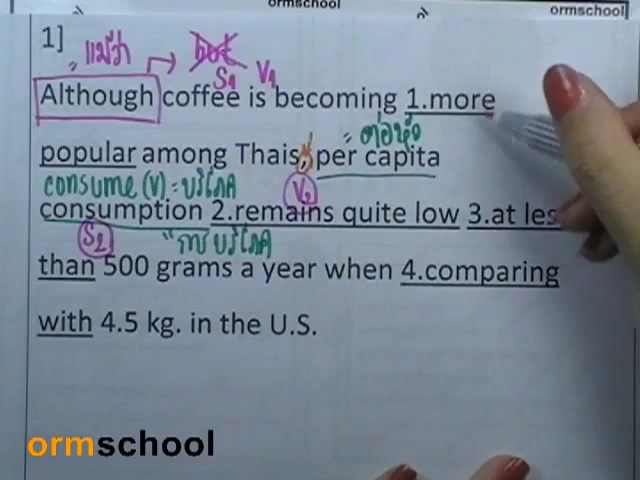 ormschool
ormschool
1]
= แม้ว่า
but
S1 V1
Although coffee is becoming 1.more
= ต่อหัว
popular among Thais, per capita
consume (V) = บริโภค V2
consumption 2.remains quite low 3.at les
S2 = การบริโภค
than 500 grams a year when 4.comparing
with 4.5 kg. in the U.S.
ormschool